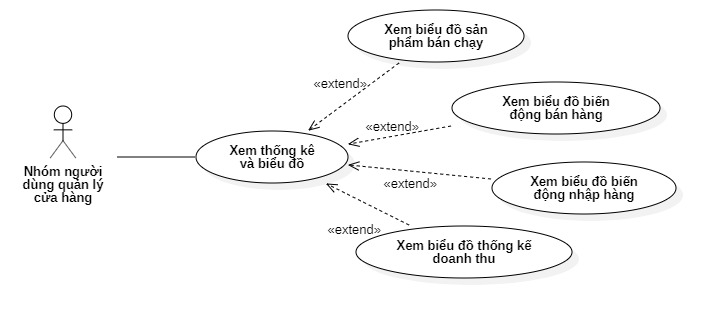 Xem biểu đồ sản
phẩm bán chạy
«extend»
Xem biểu đồ biến
động bán hàng
«extend»
Xem thống kê
và biểu đồ
Nhóm người
dùng quản lý
cửa hàng
«extend»
Xem biểu đồ biến
động nhập hàng
«extend»
Xem biểu đồ thống kế
doanh thu